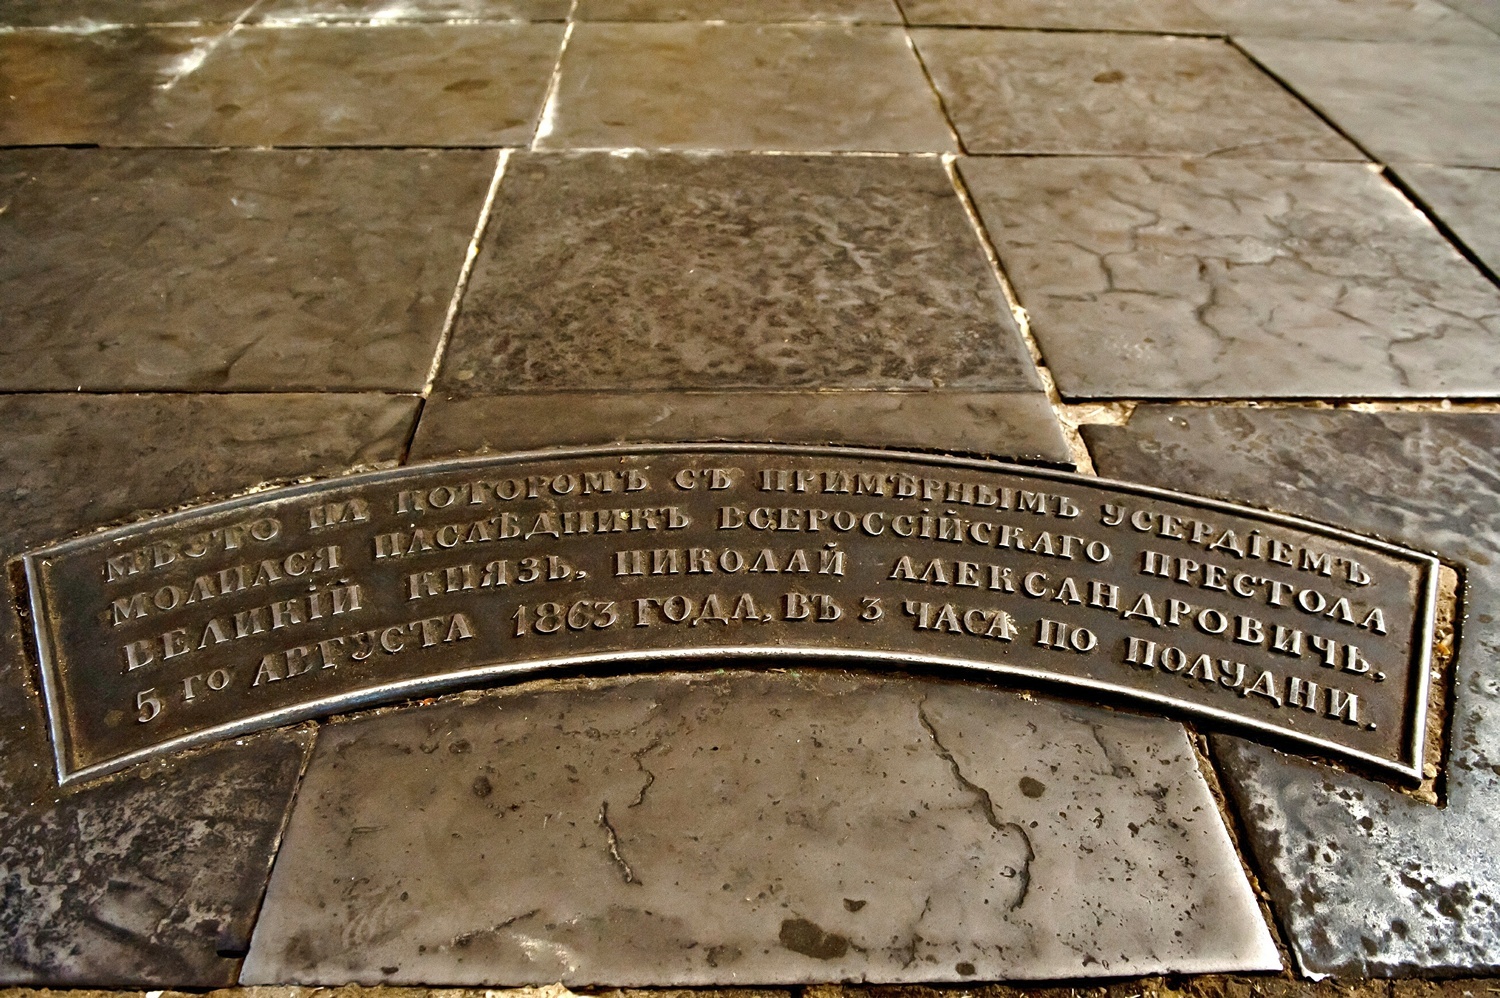 МѢСТО НА КОТОРОМЪ СЪ ПРИМѢРНЫМЪ УСЕРДІЕМЪ
МОЛИЛСЯ НАСЛѢДНИКЪ ВСЕРОССІЙСКАГО ПРЕСТОЛА
ВЕЛИКІЙ КНЯЗЬ, НИКОЛАЙ АЛЕКСАНДРОВИЧЬ,
5 ГО АВГУСТА 1863 ГОДА, ВЪ 3 ЧАСА ПО ПОЛУДНИ.